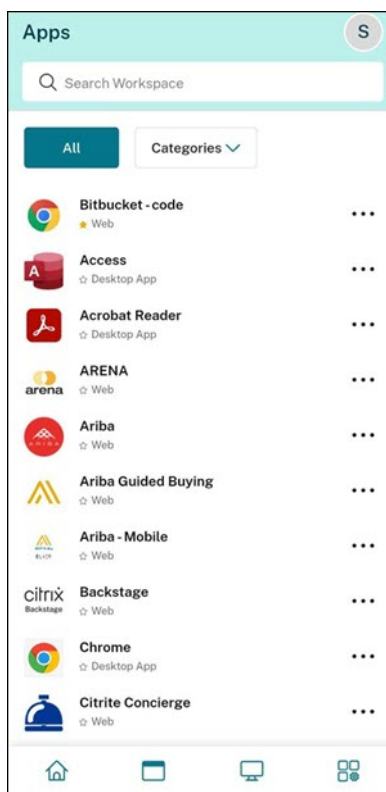 Apps
S
Search Workspace
All
Categories
Bitbucket - code
Web
A
Access
Desktop App
Acrobat Reader
Desktop App
arena
ARENA
Web
ARIBA
Ariba
Web
Ariba Guided Buying
Web
Ariba - Mobile
Web
citrix
Backstage
Backstage
Web
Chrome
Desktop App
Citrite Concierge
Web